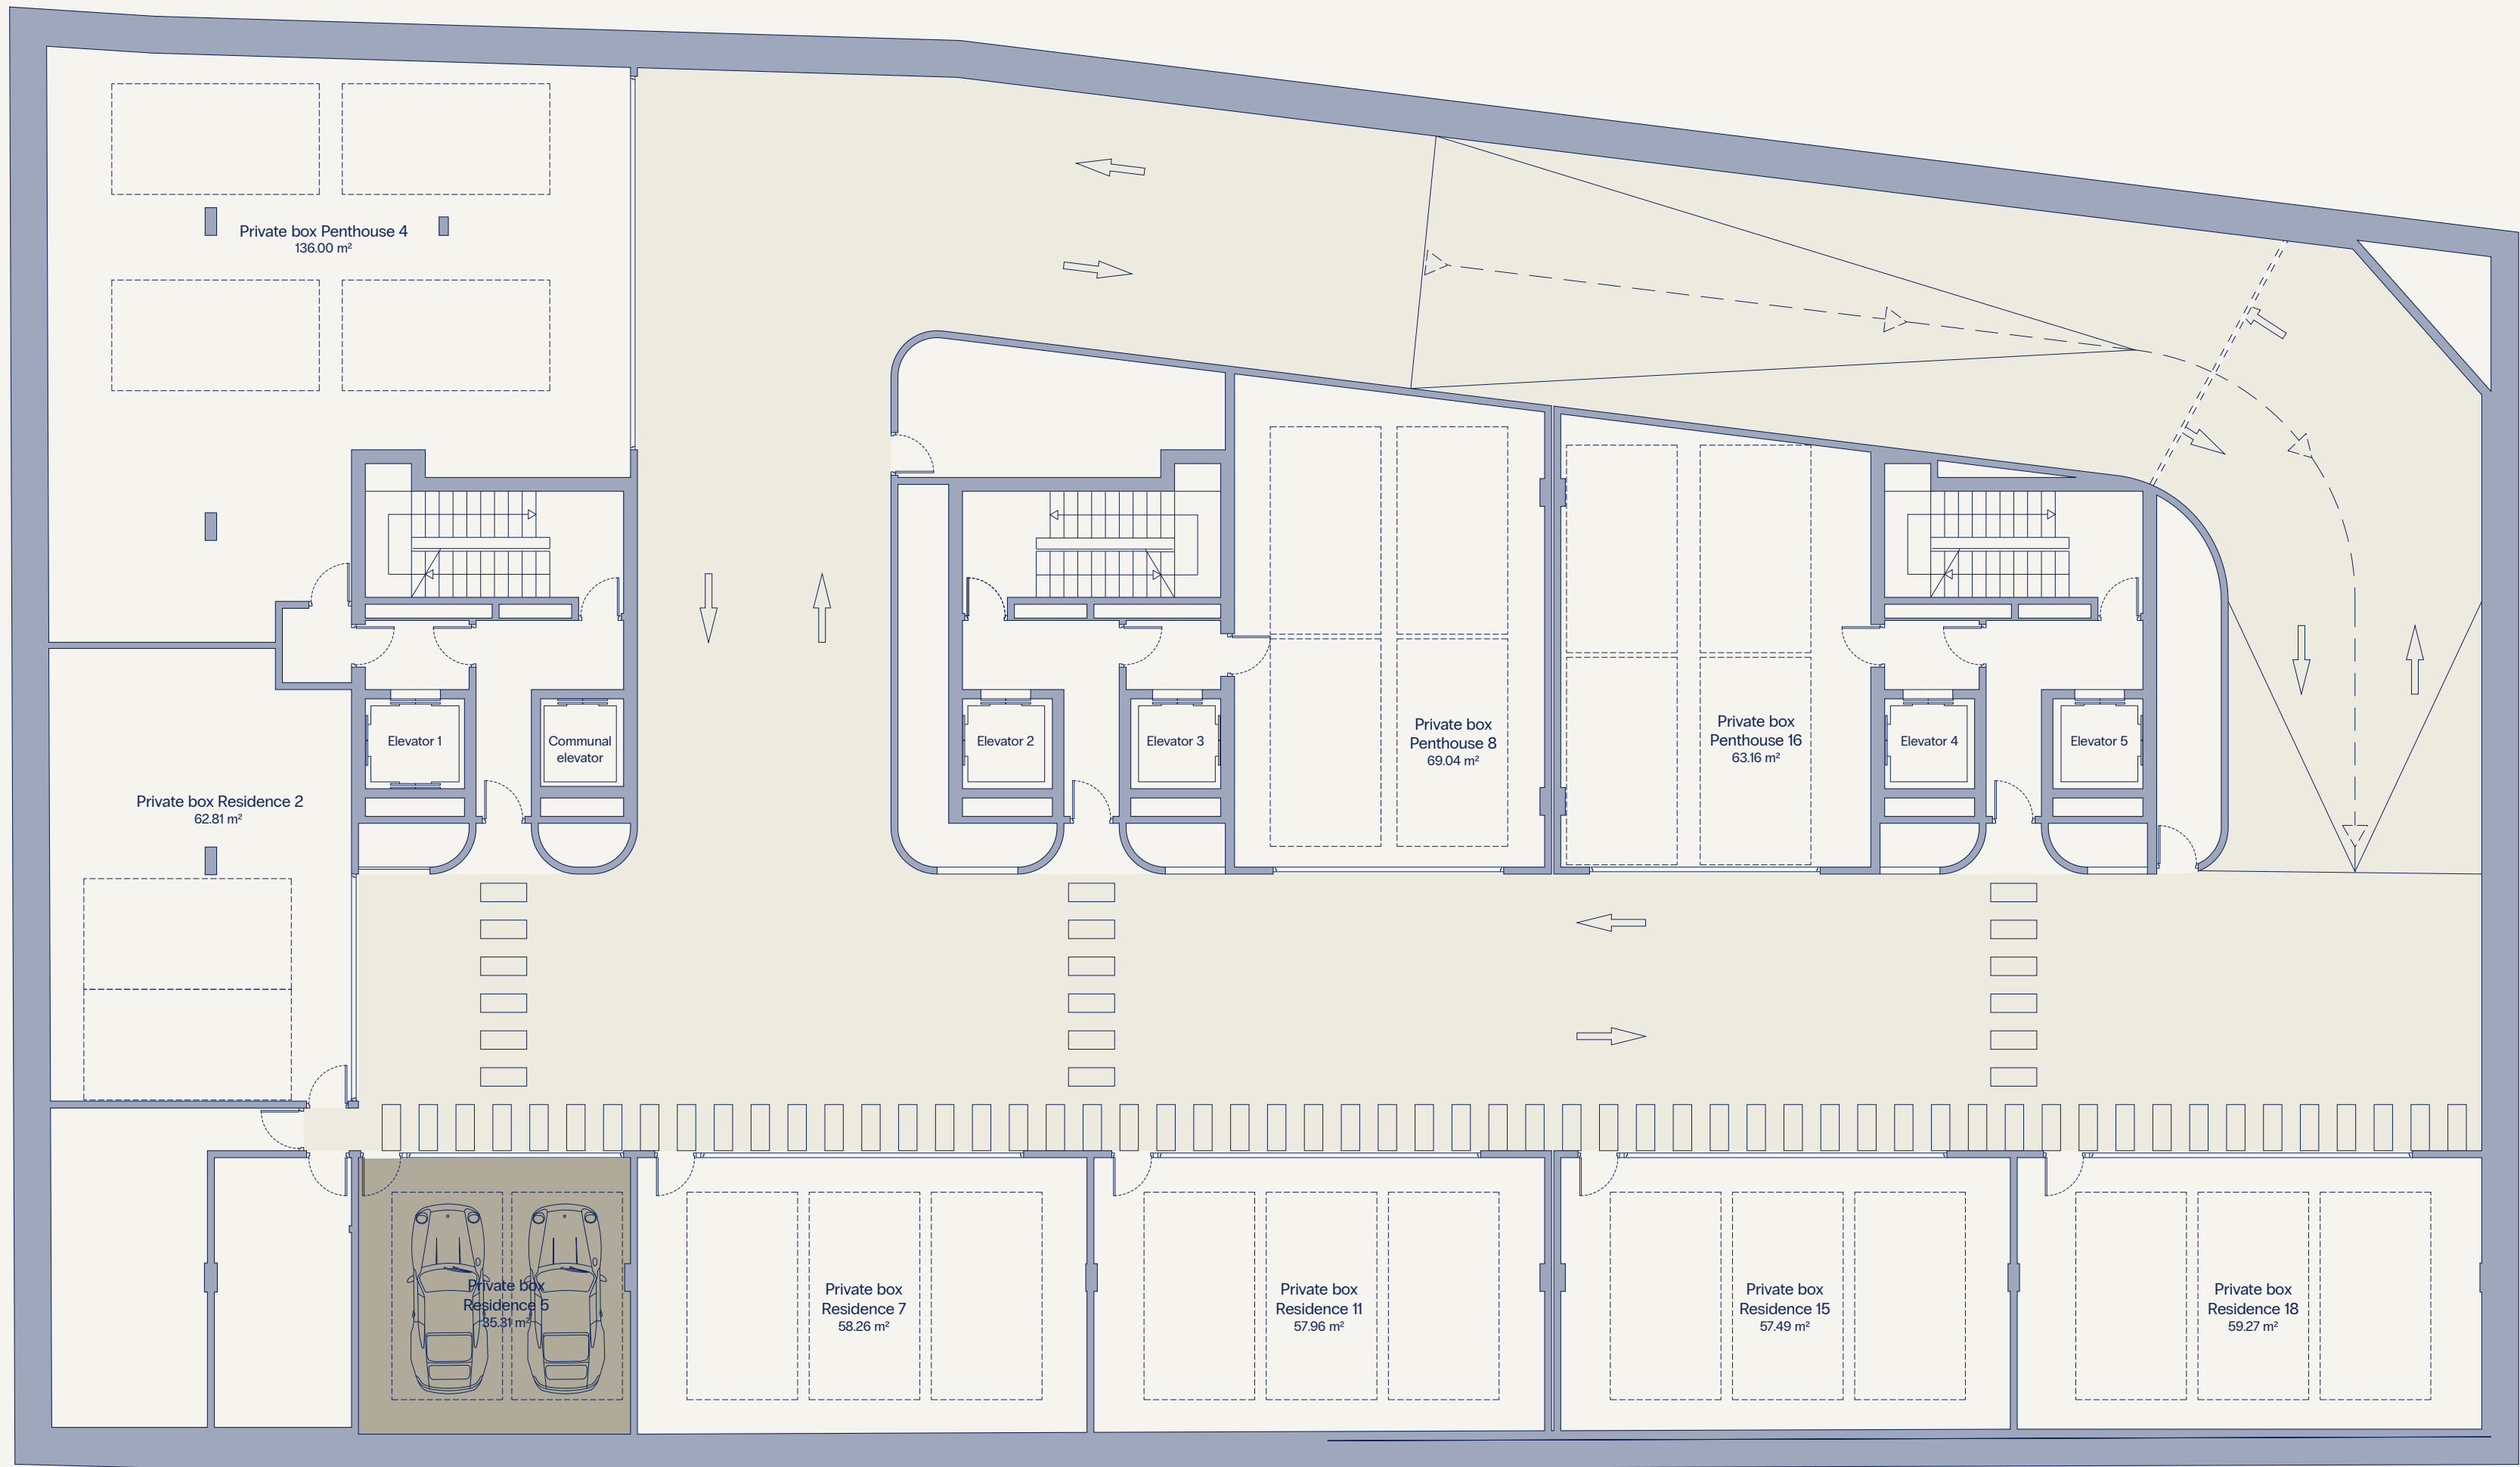 Private box Penthouse 4
136.00 m²
Private box
Penthouse 8
69.04 m²
Private box
Penthouse 16
63.16 m²
Elevator 1
Communal
elevator
Elevator 2
Elevator 3
Elevator 4
Elevator 5
Private box Residence 2
62.81 m²
Private box
Residence 5
35.31 m²
Private box
Residence 7
58.26 m²
Private box
Residence 11
57.96 m²
Private box
Residence 15
57.49 m²
Private box
Residence 18
59.27 m²